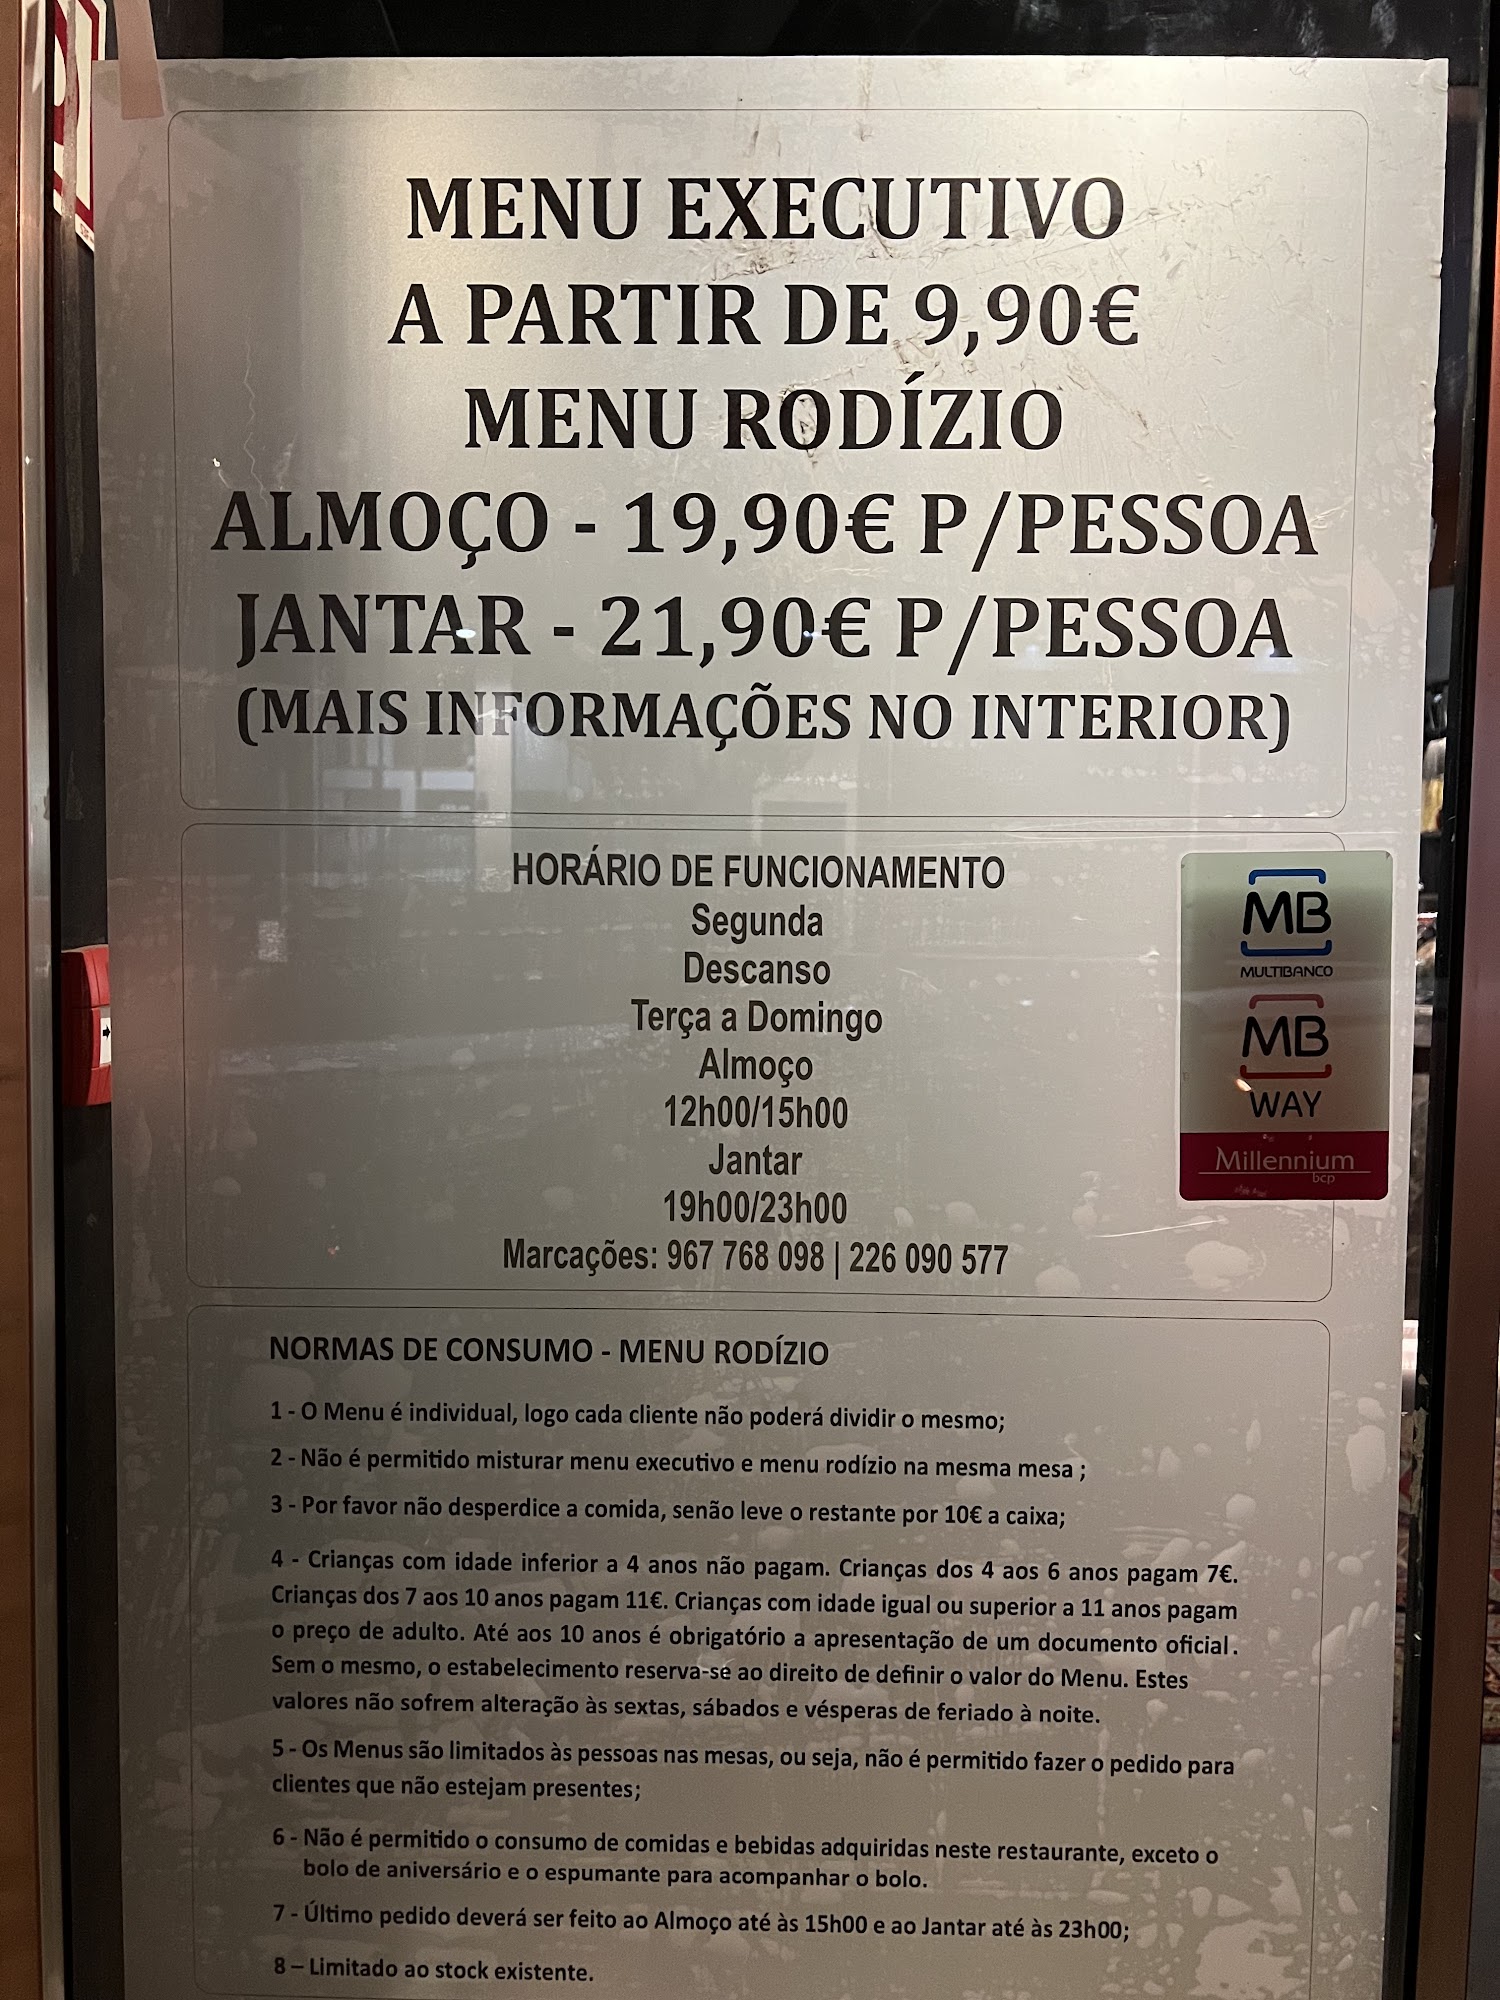 MENU EXECUTIVO
A PARTIR DE 9,90€
MENU RODÍZIO
ALMOÇO - 19,90€ P/PESSOA
JANTAR - 21,90€ P/PESSOA
(MAIS INFORMAÇÕES NO INTERIOR)
HORÁRIO DE FUNCIONAMENTO
Segunda
Descanso
Terça a Domingo
Almoço
12h00/15h00
Jantar
19h00/23h00
Marcações: 967 768 098 | 226 090 577
MB
MULTIBANCO
MB
WAY
Millennium
bcp
NORMAS DE CONSUMO - MENU RODÍZIO
1 - O Menu é individual, logo cada cliente não poderá dividir o mesmo;
2 - Não é permitido misturar menu executivo e menu rodízio na mesma mesa ;
3 - Por favor não desperdice a comida, senão leve o restante por 10€ a caixa;
4 - Crianças com idade inferior a 4 anos não pagam. Crianças dos 4 aos 6 anos pagam 7€.
Crianças dos 7 aos 10 anos pagam 11€. Crianças com idade igual ou superior a 11 anos pagam
o preço de adulto. Até aos 10 anos é obrigatório a apresentação de um documento oficial.
Sem o mesmo, o estabelecimento reserva-se ao direito de definir o valor do Menu. Estes
valores não sofrem alteração às sextas, sábados e vésperas de feriado à noite.
5 - Os Menus são limitados às pessoas nas mesas, ou seja, não é permitido fazer o pedido para
clientes que não estejam presentes;
6 - Não é permitido o consumo de comidas e bebidas adquiridas neste restaurante, exceto o
bolo de aniversário e o espumante para acompanhar o bolo.
7 - Último pedido deverá ser feito ao Almoço até às 15h00 e ao Jantar até às 23h00;
8 – Limitado ao stock existente.